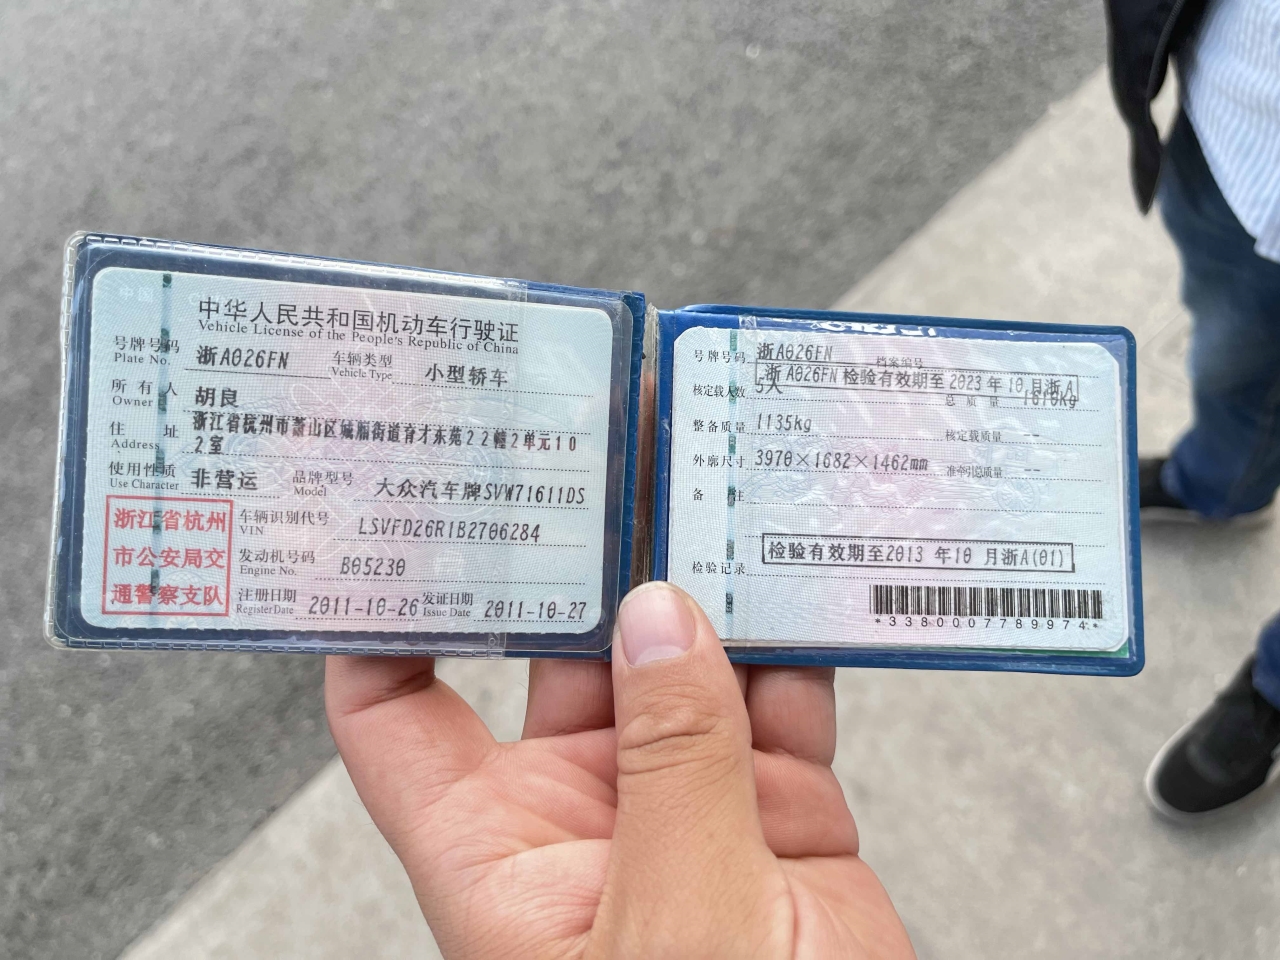 中华人民共和国机动车行驶证
Vehicle License of the People's Republic of China
号牌号码 浙A026FN 车辆类型 小型轿车
Plate No. Vehicle Type
所有人 胡良
Owner
住址 浙江省杭州市萧山区城厢街道育才东苑22幢2单元10
Address 2室
使用性质 非营运 品牌型号 大众汽车牌SVW71611DS
Use Character Model
浙江省杭州
市公安局交
通警察支队
车辆识别代号 LSVFD26R1B2706284
VIN
发动机号码 B05230
Engine No.
注册日期 2011-10-26 发证日期 2011-10-27
Register Date Issue Date
号牌号码 浙A026FN 档案编号
浙A026FN 检验有效期至 2023 年 10 月浙A
核定载人数 5人 总质量 1610kg
整备质量 1135kg 核定载质量 --
外廓尺寸 3970×1682×1462mm 准牵引总质量 --
备注
检验有效期至2013 年10 月浙A(01)
检验记录
*3380007789974*